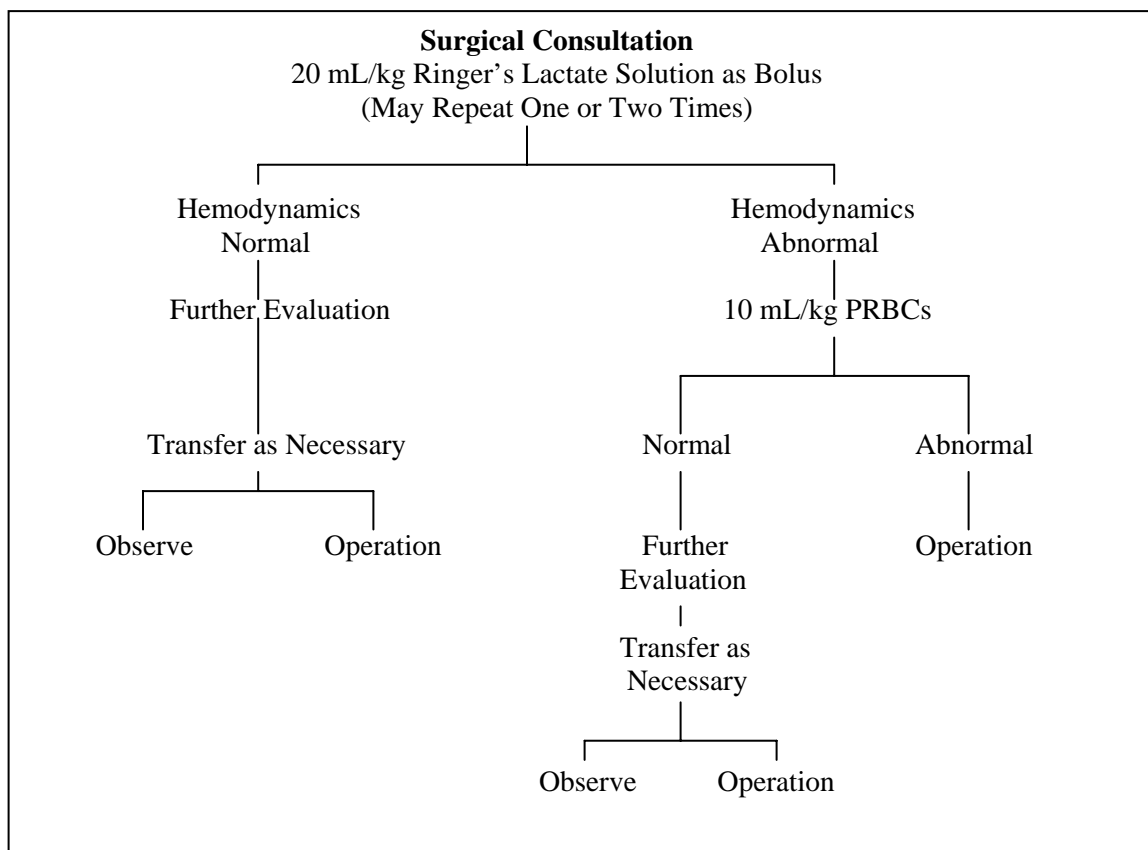 Surgical Consultation
20 mL/kg Ringer’s Lactate Solution as Bolus
(May Repeat One or Two Times)
Hemodynamics
Normal
Hemodynamics
Abnormal
Further Evaluation
10 mL/kg PRBCs
Transfer as Necessary
Normal
Abnormal
Observe
Operation
Further
Evaluation
Operation
Transfer as
Necessary
Observe
Operation